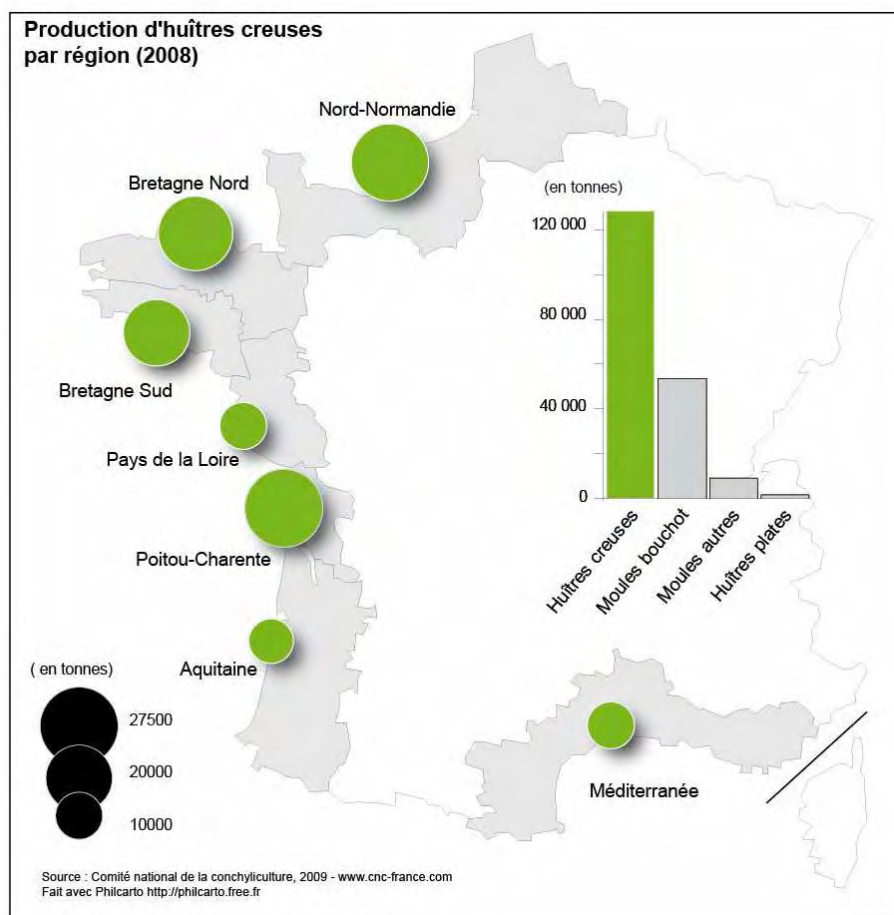 Production d'huîtres creuses
par région (2008)
Nord-Normandie
Bretagne Nord
Bretagne Sud
Pays de la Loire
Poitou-Charente
Aquitaine
Méditerranée
(en tonnes)
120 000
80 000
40 000
0
Huîtres creuses
Moules bouchot
Moules autres
Huîtres plates
( en tonnes)
27500
20000
10000
Source : Comité national de la conchyliculture, 2009 - www.cnc-france.com
Fait avec Philcarto http://philcarto.free.fr